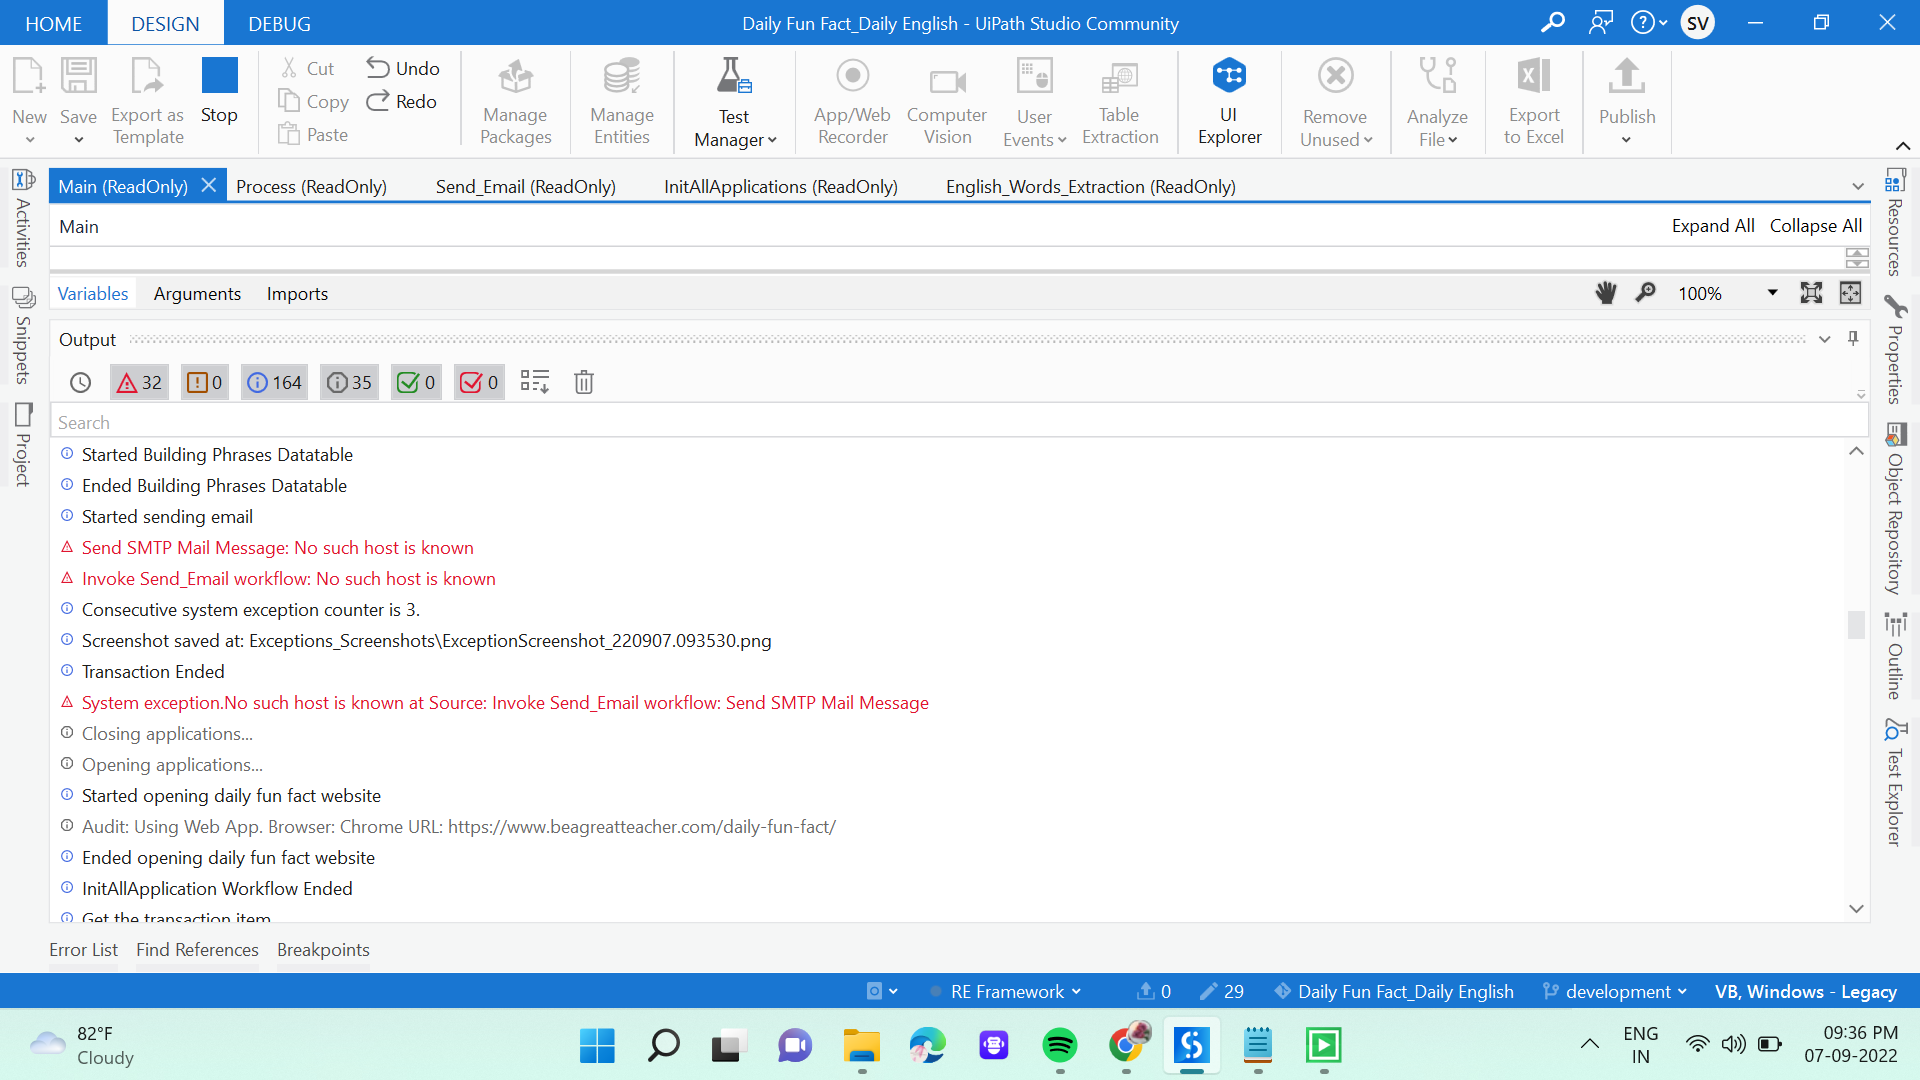 HOME DESIGN DEBUG Daily Fun Fact_Daily English - UiPath Studio Community SV
New Save Export as Template Stop Cut Copy Paste Undo Redo Manage Packages Manage Entities Test Manager App/Web Recorder Computer Vision User Events Table Extraction UI Explorer Remove Unused Analyze File Export to Excel Publish
Main (ReadOnly) Process (ReadOnly) Send_Email (ReadOnly) InitAllApplications (ReadOnly) English_Words_Extraction (ReadOnly)
Main Expand All Collapse All
Variables Arguments Imports 100%
Output
32 0 164 35 0 0
Search
Started Building Phrases Datatable
Ended Building Phrases Datatable
Started sending email
Send SMTP Mail Message: No such host is known
Invoke Send_Email workflow: No such host is known
Consecutive system exception counter is 3.
Screenshot saved at: Exceptions_Screenshots\ExceptionScreenshot_220907.093530.png
Transaction Ended
System exception.No such host is known at Source: Invoke Send_Email workflow: Send SMTP Mail Message
Closing applications...
Opening applications...
Started opening daily fun fact website
Audit: Using Web App. Browser: Chrome URL: https://www.beagreatteacher.com/daily-fun-fact/
Ended opening daily fun fact website
InitAllApplication Workflow Ended
Get the transaction item
Activities
Snippets
Project
Resources
Properties
Object Repository
Outline
Test Explorer
Error List Find References Breakpoints
RE Framework 0 29 Daily Fun Fact_Daily English development VB, Windows - Legacy
82°F
Cloudy
ENG
IN
09:36 PM
07-09-2022